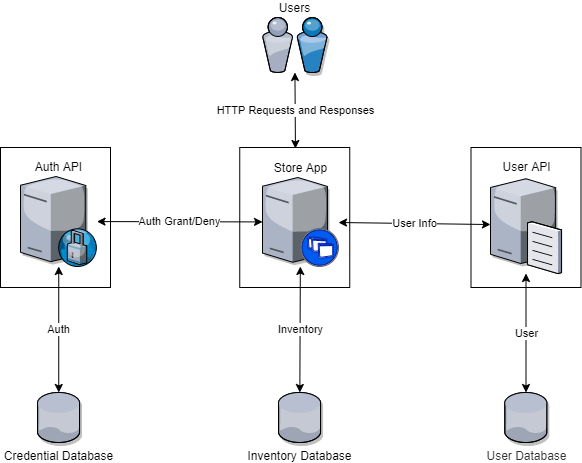 Users
HTTP Requests and Responses
Auth API
Store App
User API
Auth Grant/Deny
User Info
Auth
Inventory
User
Credential Database
Inventory Database
User Database